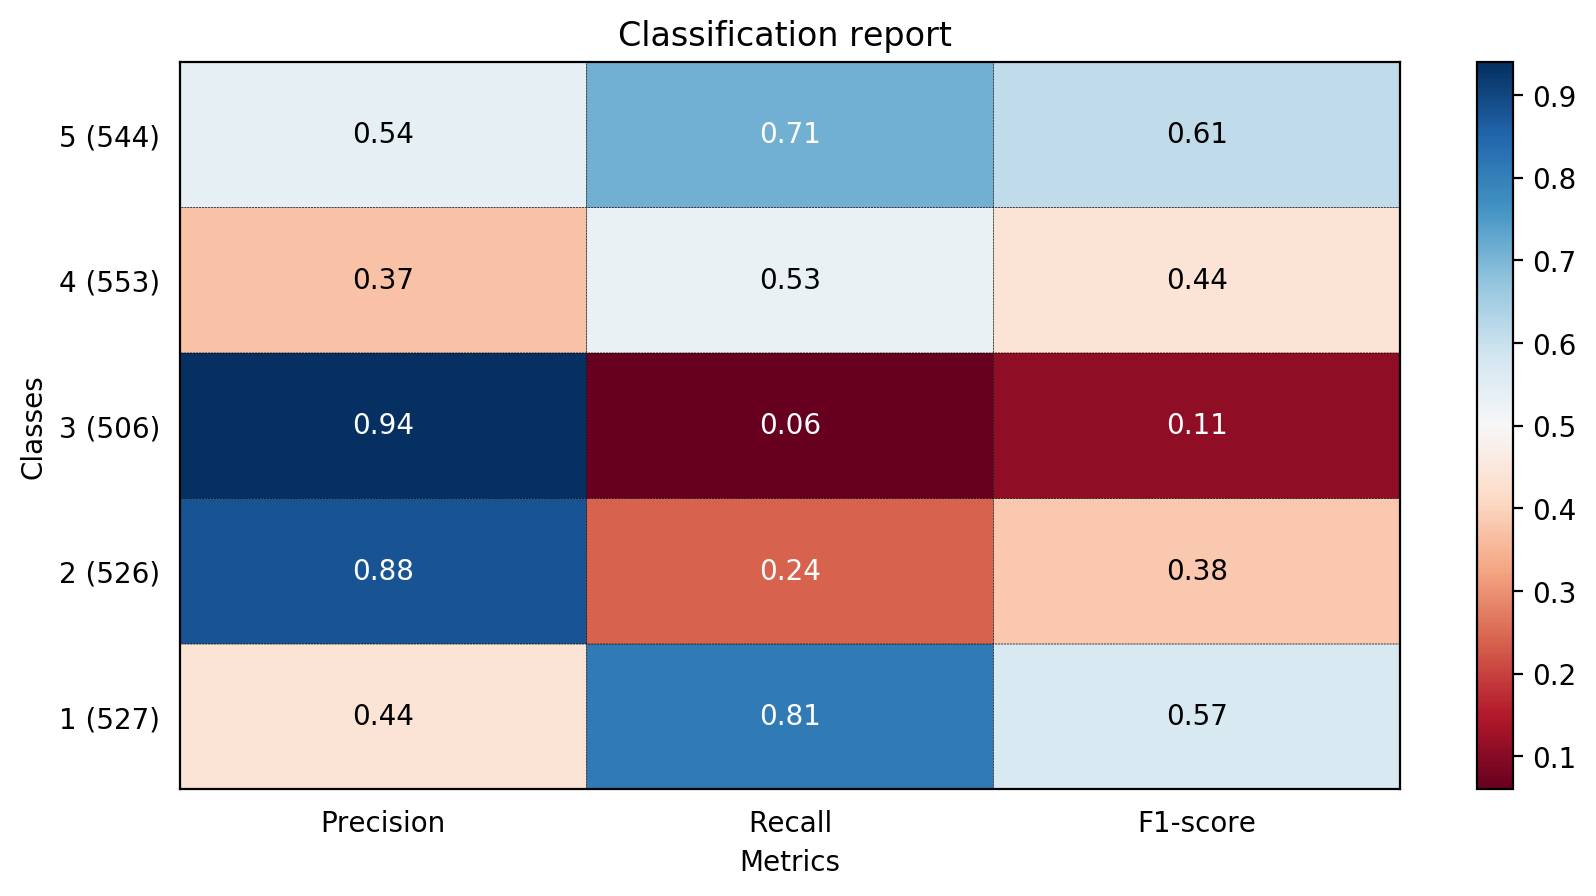 Classification report
5 (544) 0.54 0.71 0.61
4 (553) 0.37 0.53 0.44
3 (506) 0.94 0.06 0.11
2 (526) 0.88 0.24 0.38
1 (527) 0.44 0.81 0.57
Precision Recall F1-score
Metrics
Classes
0.9
0.8
0.7
0.6
0.5
0.4
0.3
0.2
0.1